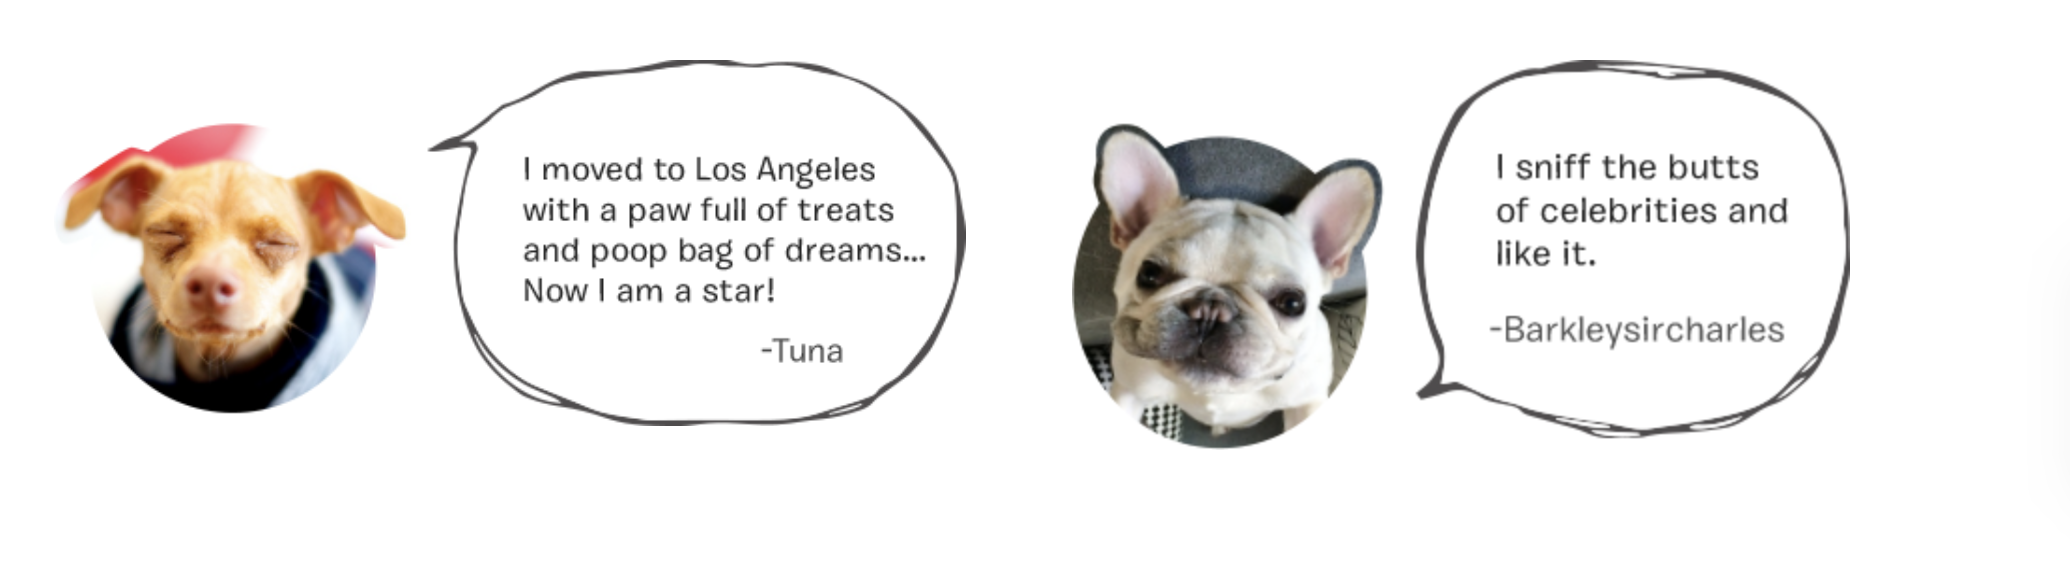 I moved to Los Angeles
with a paw full of treats
and poop bag of dreams...
Now I am a star!
-Tuna
I sniff the butts
of celebrities and
like it.
-Barkleysircharles